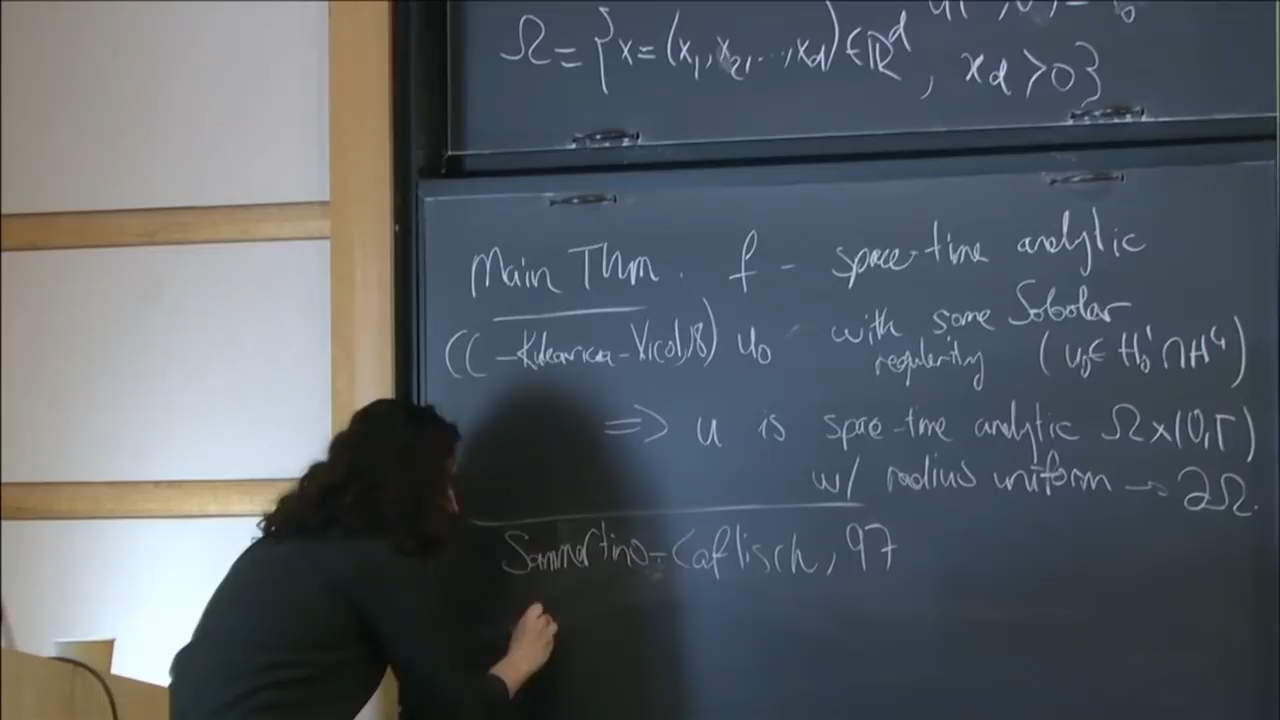 Ω = { x = (x₁, x₂, ..., x_d) ∈ ℝ^d , x_d > 0 }
Main Thm. f - space-time analytic
((-Kukavica-Vicol, 18) u₀ with some Sobolev
regularity (u₀ ∈ H₀¹ ∩ H⁴)
⇒ u is space-time analytic Ω×(0,T)
w/ radius uniform → ∂Ω.
Sammartino-Caflisch, 97